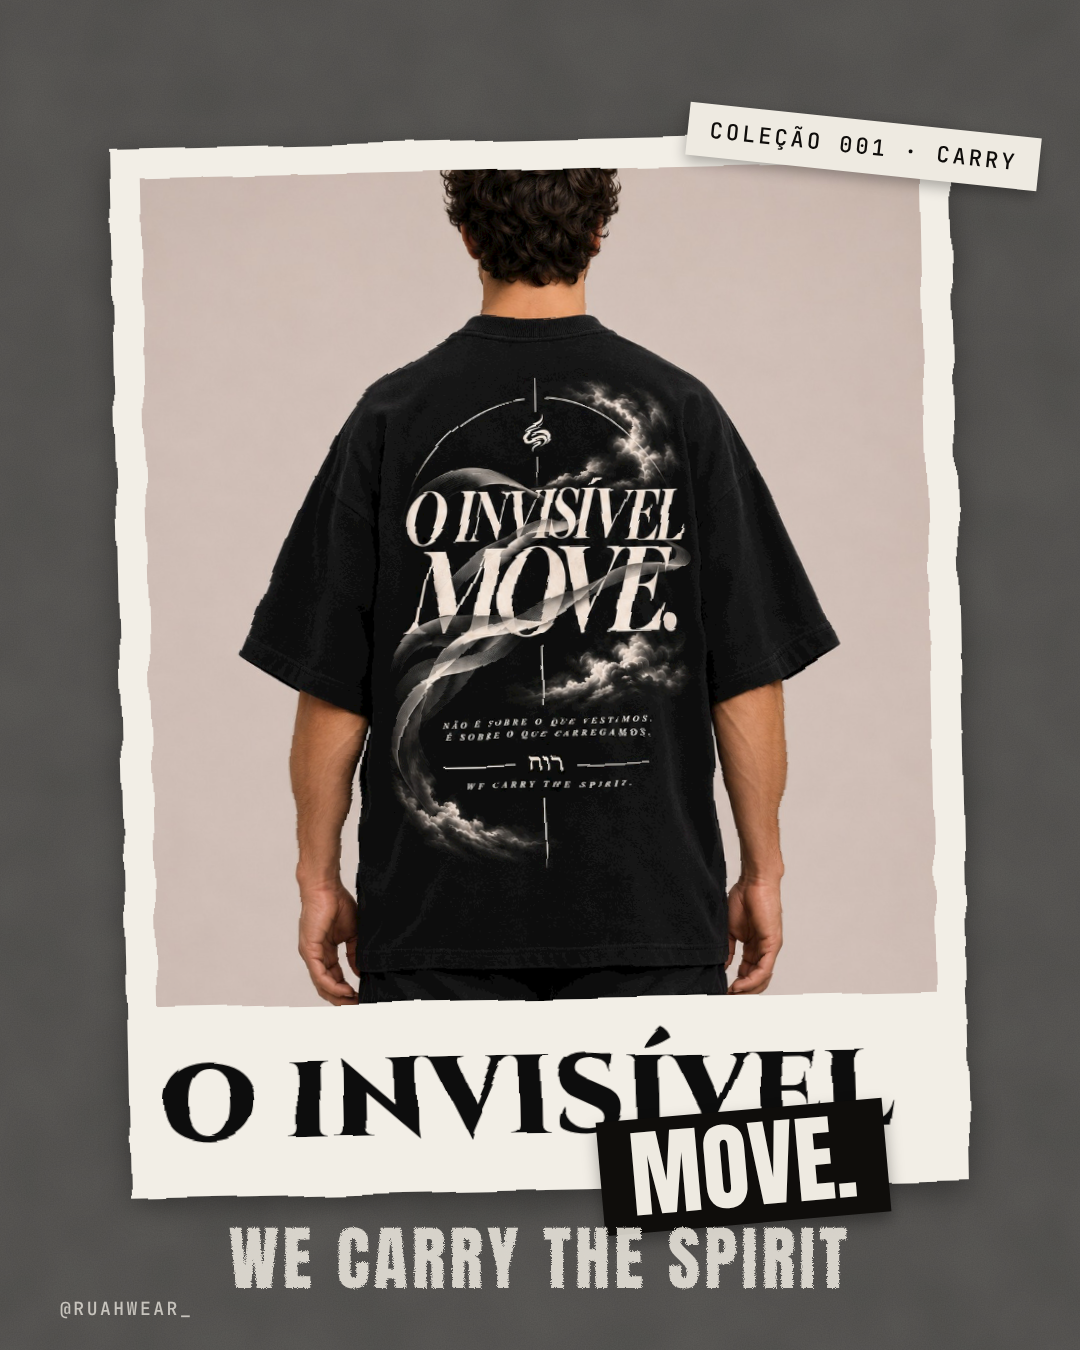 COLEÇÃO 001 · CARRY
O INVISÍVEL
MOVE.
NÃO É SOBRE O QUE VESTIMOS.
É SOBRE O QUE CARREGAMOS.
רוח
WE CARRY THE SPIRIT.
O INVISÍVEL
MOVE.
WE CARRY THE SPIRIT
@RUAHWEAR_